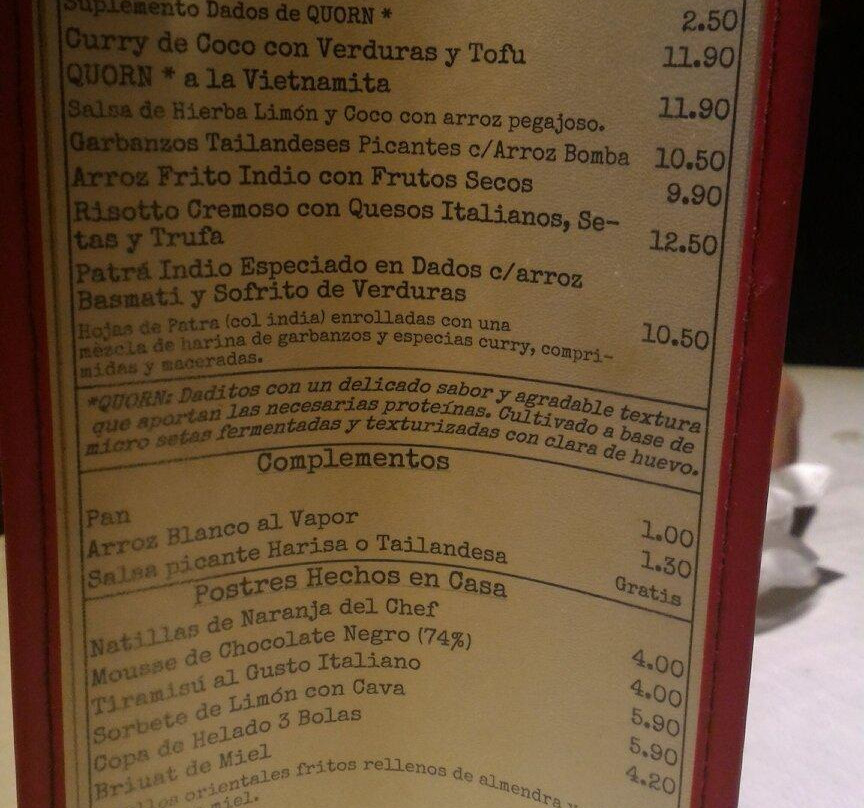 Suplemento Dados de QUORN * 2.50
Curry de Coco con Verduras y Tofu 11.90
QUORN * a la Vietnamita
Salsa de Hierba Limón y Coco con arroz pegajoso. 11.90
Garbanzos Tailandeses Picantes c/Arroz Bomba 10.50
Arroz Frito Indio con Frutos Secos 9.90
Risotto Cremoso con Quesos Italianos, Se-
tas y Trufa 12.50
Patrá Indio Especiado en Dados c/arroz
Basmati y Sofrito de Verduras
Hojas de Patra (col india) enrolladas con una 10.50
mezcla de harina de garbanzos y especias curry, compri-
midas y maceradas.
*QUORN: Daditos con un delicado sabor y agradable textura
que aportan las necesarias proteínas. Cultivado a base de
micro setas fermentadas y texturizadas con clara de huevo.
Complementos
Pan 1.00
Arroz Blanco al Vapor 1.30
Salsa picante Harisa o Tailandesa Gratis
Postres Hechos en Casa
Natillas de Naranja del Chef 4.00
Mousse de Chocolate Negro (74%) 4.00
Tiramisú al Gusto Italiano 5.90
Sorbete de Limón con Cava 5.90
Copa de Helado 3 Bolas 4.20
Briuat de Miel
orientales fritos rellenos de almendra y
miel.